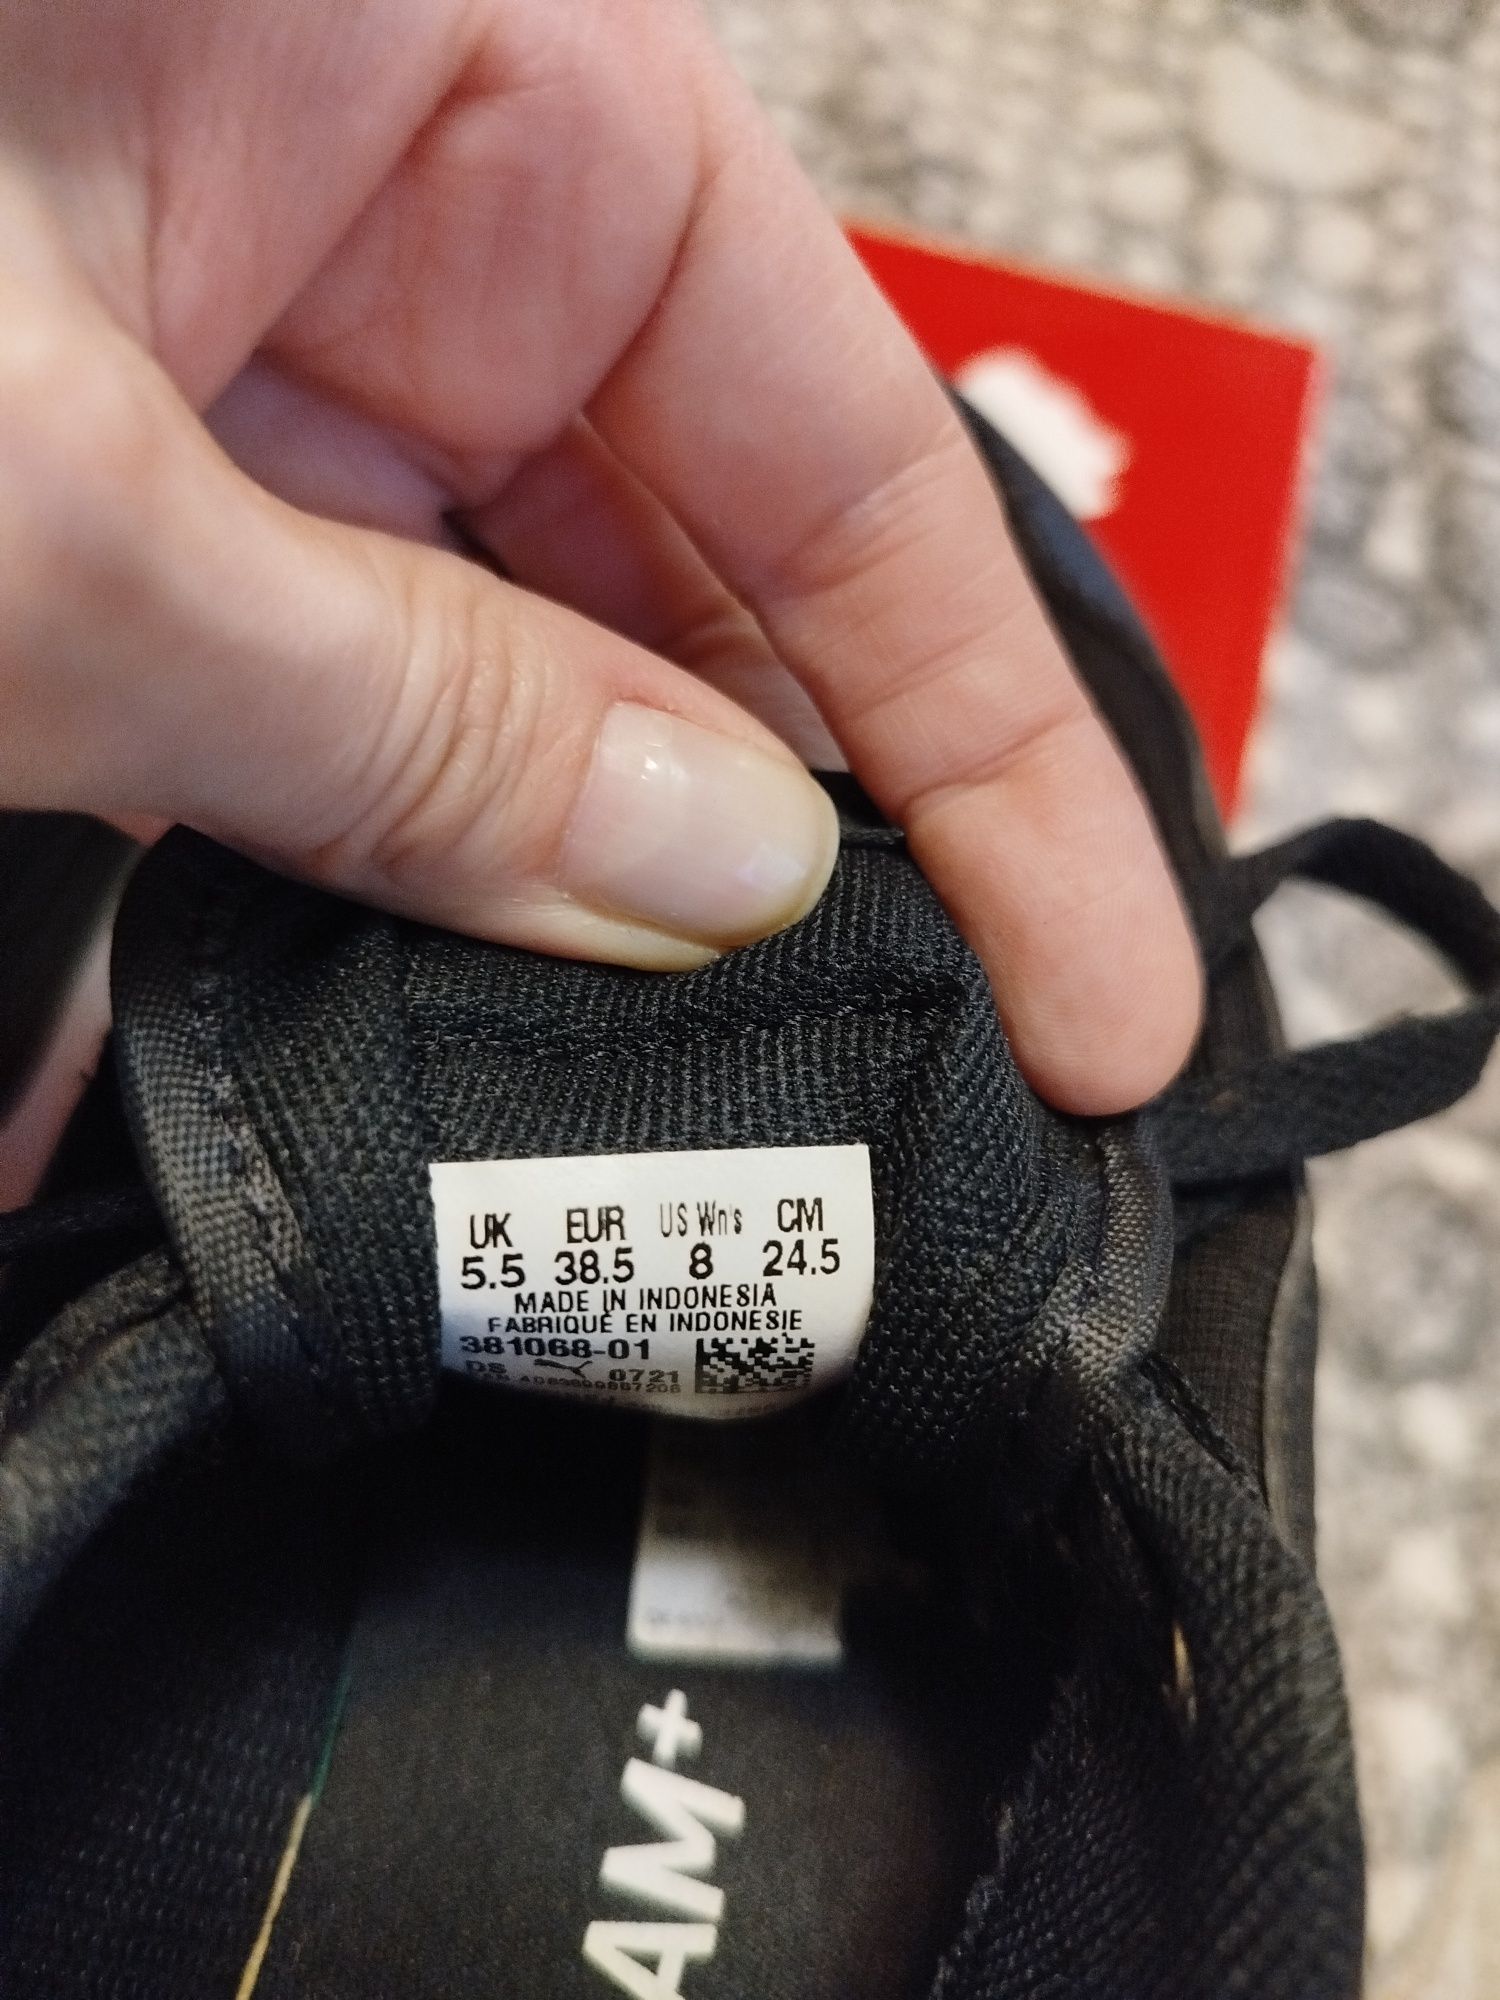 UK EUR US Wn's CM
5.5 38.5 8 24.5
MADE IN INDONESIA
FABRIQUÉ EN INDONESIE
381068-01
DS 0721
AM+